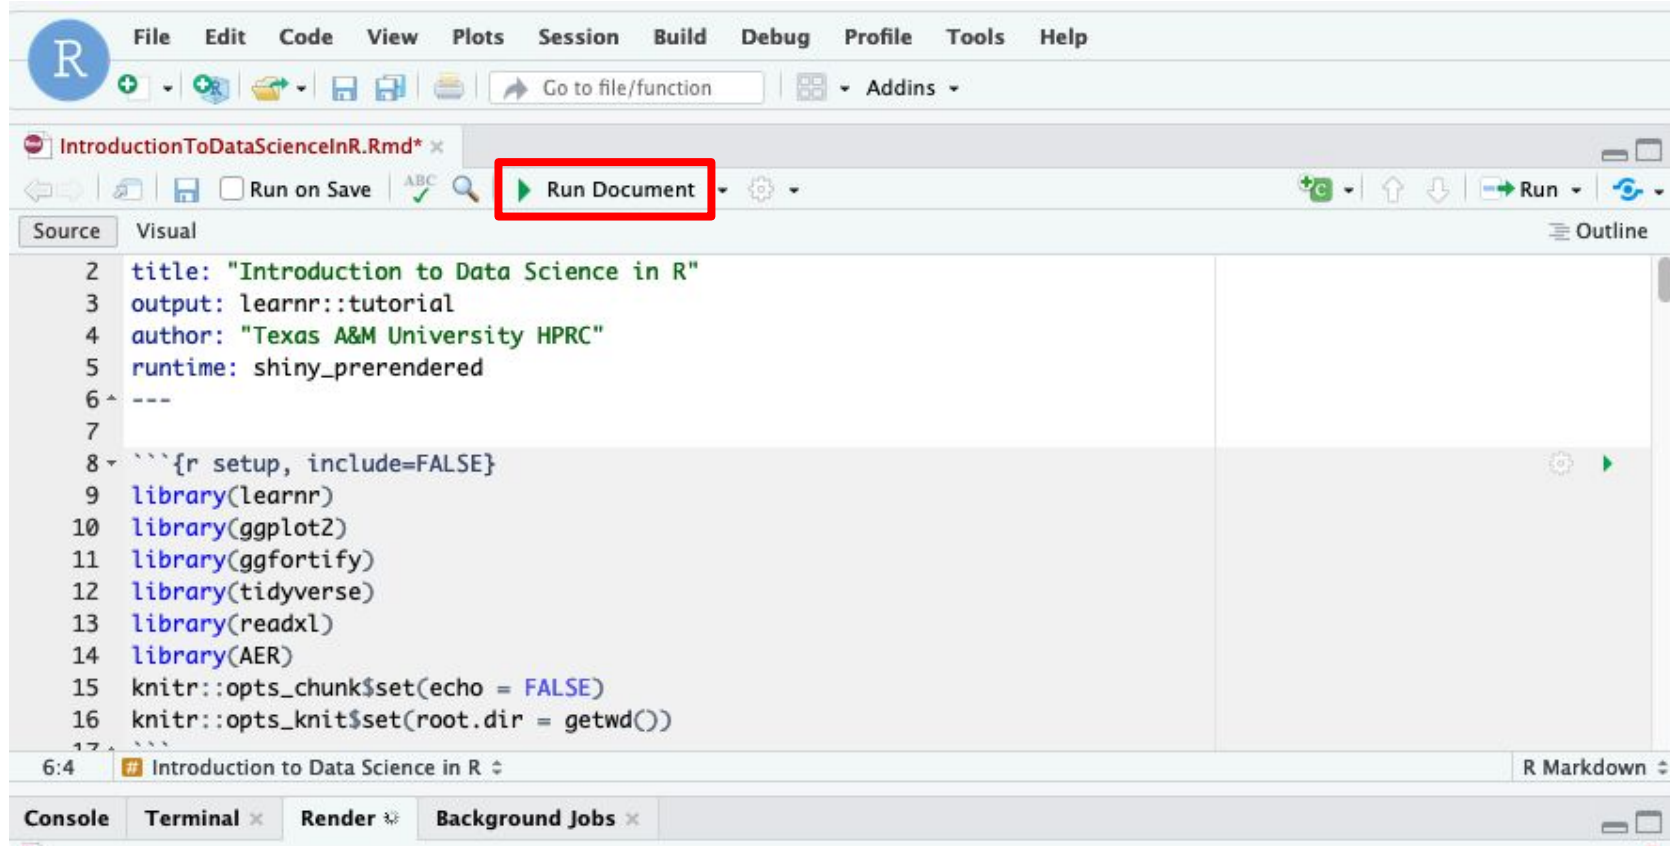 R
File Edit Code View Plots Session Build Debug Profile Tools Help
Go to file/function Addins
IntroductionToDataScienceInR.Rmd*
Run on Save ABC Run Document Run
Source Visual Outline
2 title: "Introduction to Data Science in R"
3 output: learnr::tutorial
4 author: "Texas A&M University HPRC"
5 runtime: shiny_prerendered
6 ---
7
8 ```{r setup, include=FALSE}
9 library(learnr)
10 library(ggplot2)
11 library(ggfortify)
12 library(tidyverse)
13 library(readxl)
14 library(AER)
15 knitr::opts_chunk$set(echo = FALSE)
16 knitr::opts_knit$set(root.dir = getwd())
17 ```
6:4 # Introduction to Data Science in R R Markdown
Console Terminal Render Background Jobs